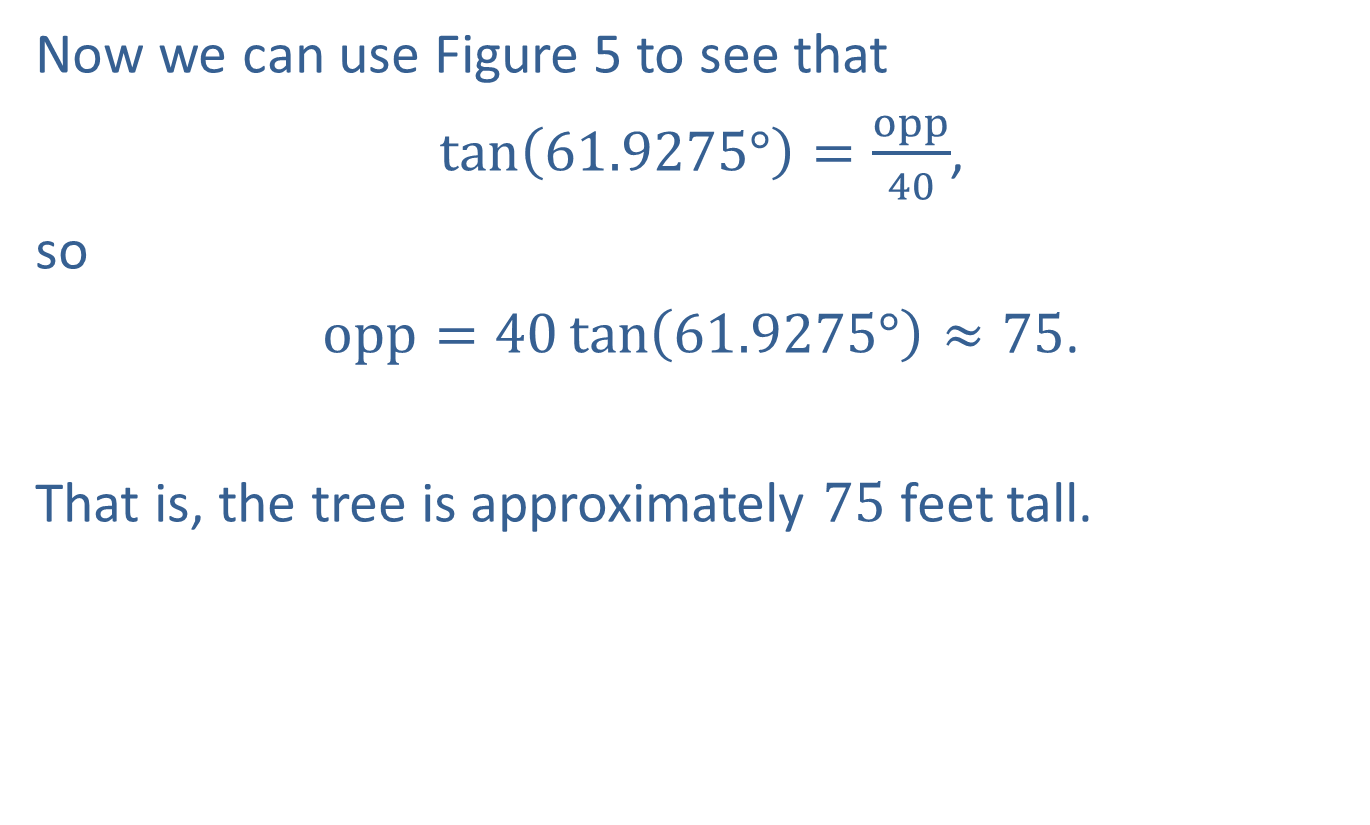 Now we can use Figure 5 to see that
tan(61.9275°) = opp/40,
so
opp = 40 tan(61.9275°) ≈ 75.
That is, the tree is approximately 75 feet tall.